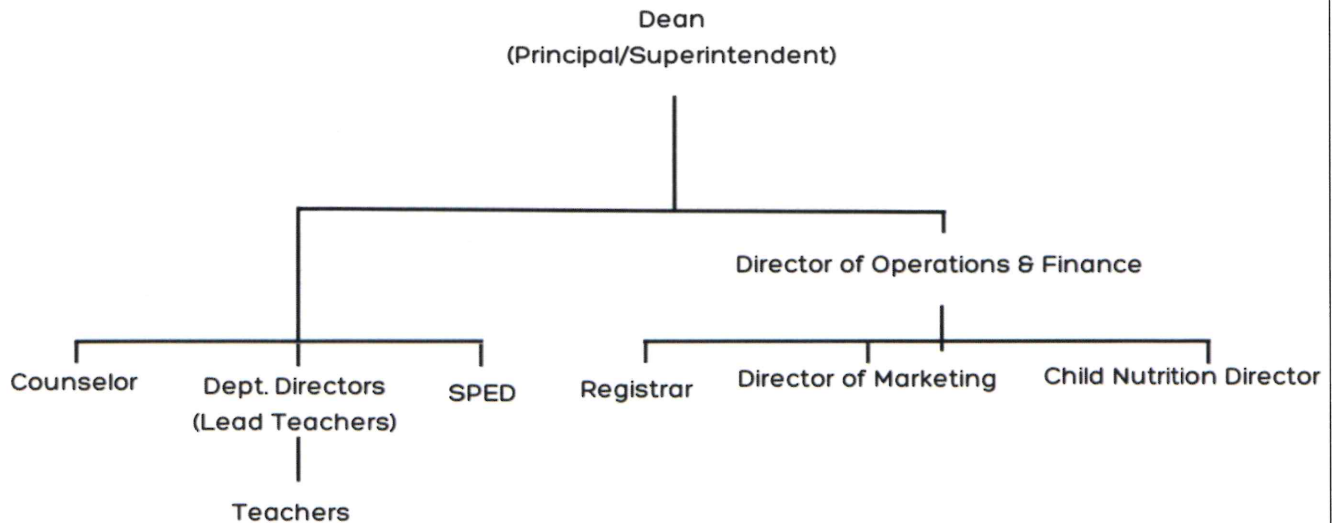 Dean
(Principal/Superintendent)
Director of Operations & Finance
Counselor
Dept. Directors
(Lead Teachers)
SPED
Registrar
Director of Marketing
Child Nutrition Director
Teachers